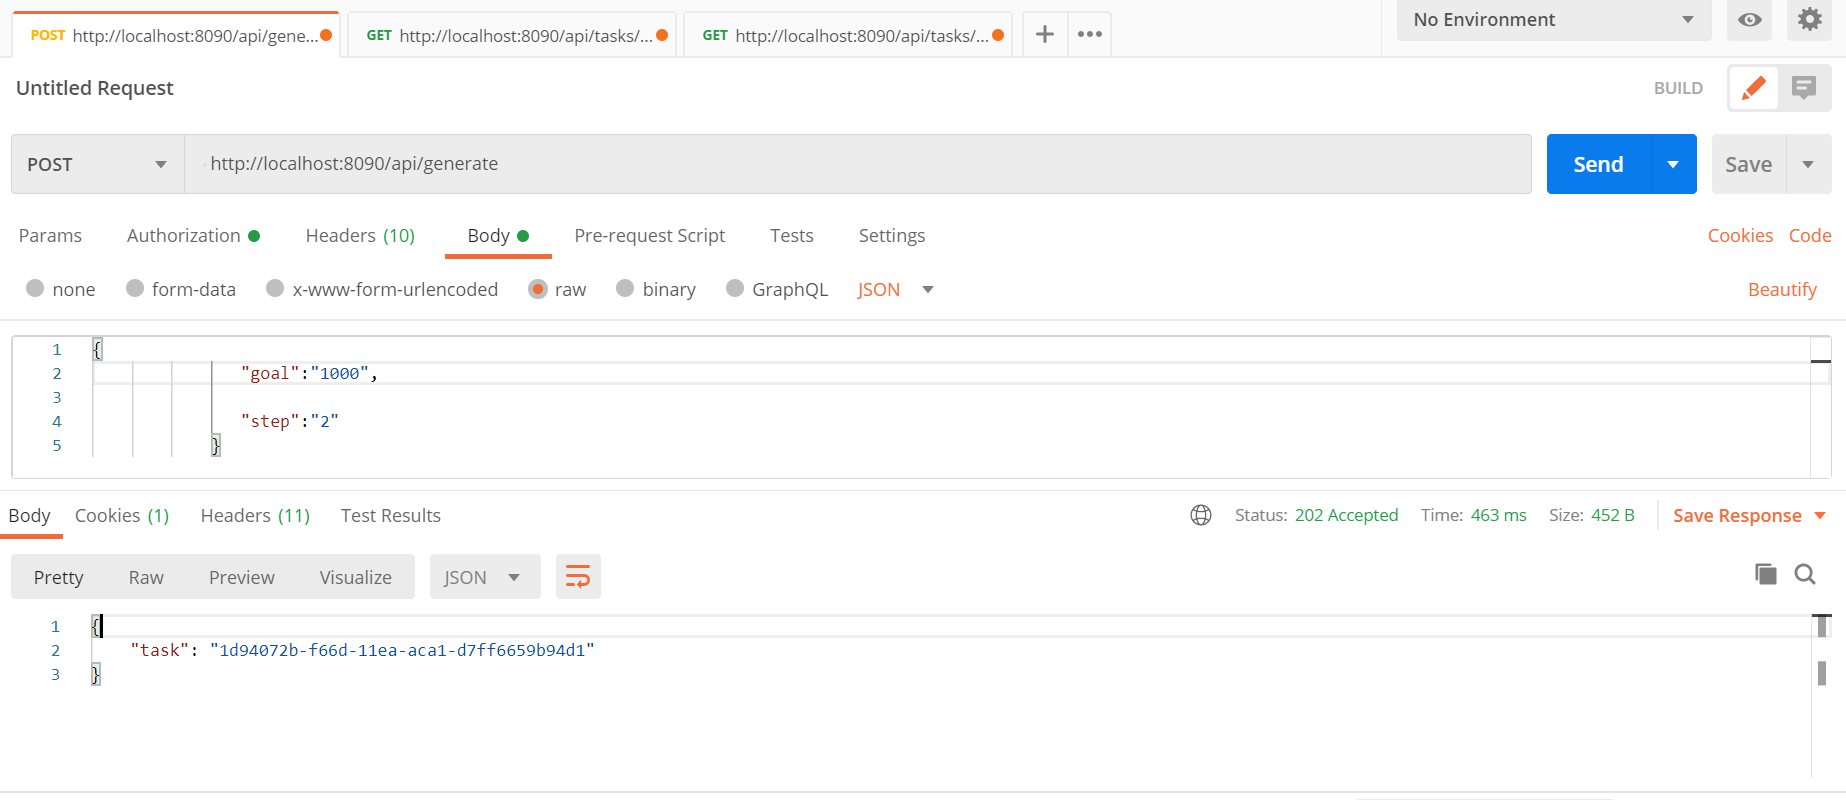 POST http://localhost:8090/api/gene... GET http://localhost:8090/api/tasks/... GET http://localhost:8090/api/tasks/... No Environment
Untitled Request BUILD
POST http://localhost:8090/api/generate Send Save
Params Authorization Headers (10) Body Pre-request Script Tests Settings Cookies Code
none form-data x-www-form-urlencoded raw binary GraphQL JSON Beautify
1 {
2 "goal":"1000",
3
4 "step":"2"
5 }
Body Cookies (1) Headers (11) Test Results Status: 202 Accepted Time: 463 ms Size: 452 B Save Response
Pretty Raw Preview Visualize JSON
1 {
2 "task": "1d94072b-f66d-11ea-aca1-d7ff6659b94d1"
3 }